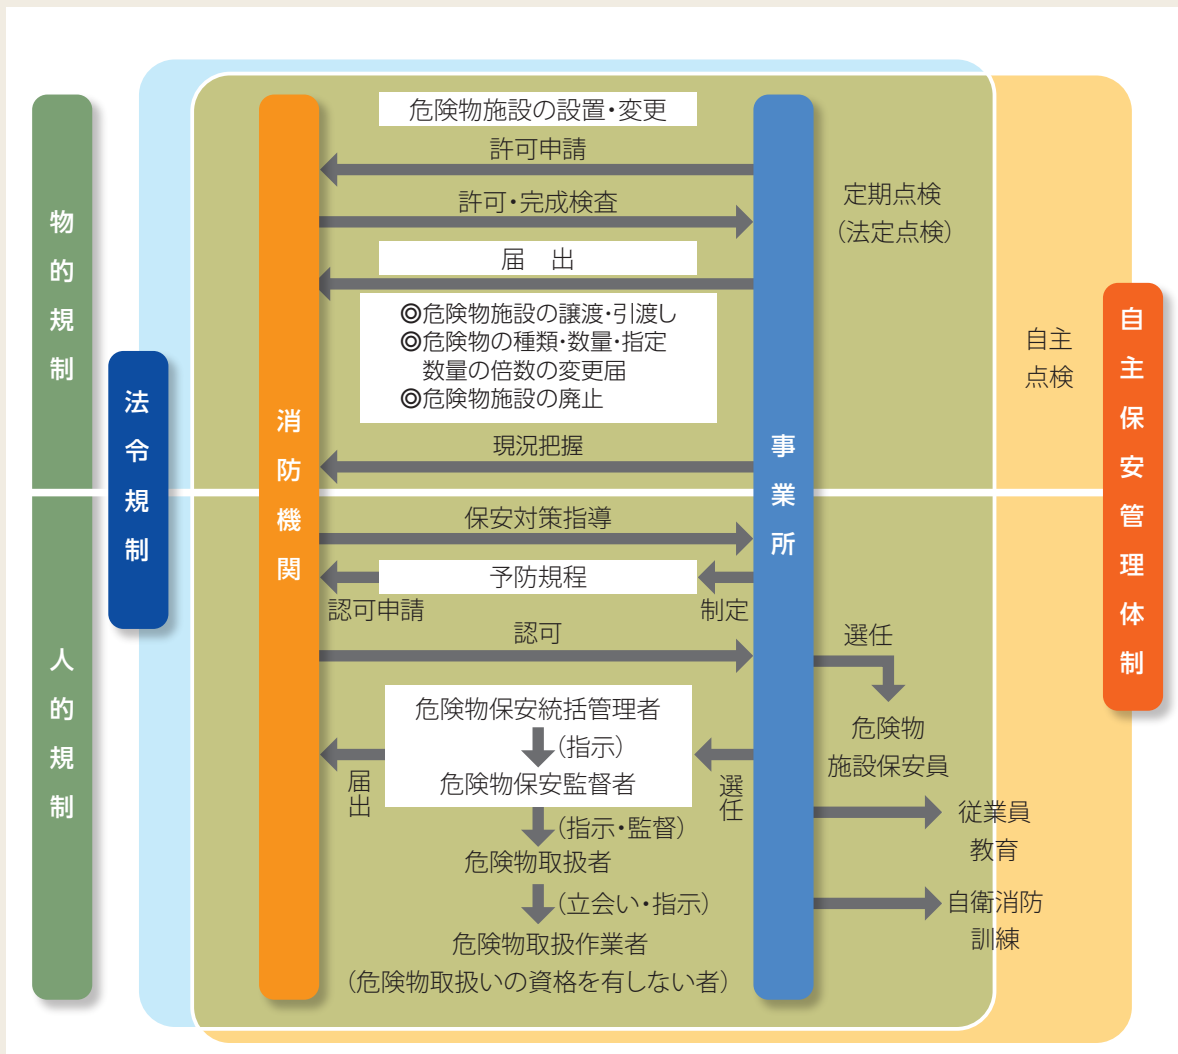 物的規制
人的規制
法令規制
消防機関
危険物施設の設置・変更
許可申請
許可・完成検査
届　出
◎危険物施設の譲渡・引渡し
◎危険物の種類・数量・指定
数量の倍数の変更届
◎危険物施設の廃止
現況把握
保安対策指導
予防規程
認可申請
制定
認可
危険物保安統括管理者
（指示）
危険物保安監督者
届出
選任
（指示・監督）
危険物取扱者
（立会い・指示）
危険物取扱作業者
（危険物取扱いの資格を有しない者）
事業所
定期点検
（法定点検）
自主
点検
選任
危険物
施設保安員
従業員
教育
自衛消防
訓練
自主保安管理体制